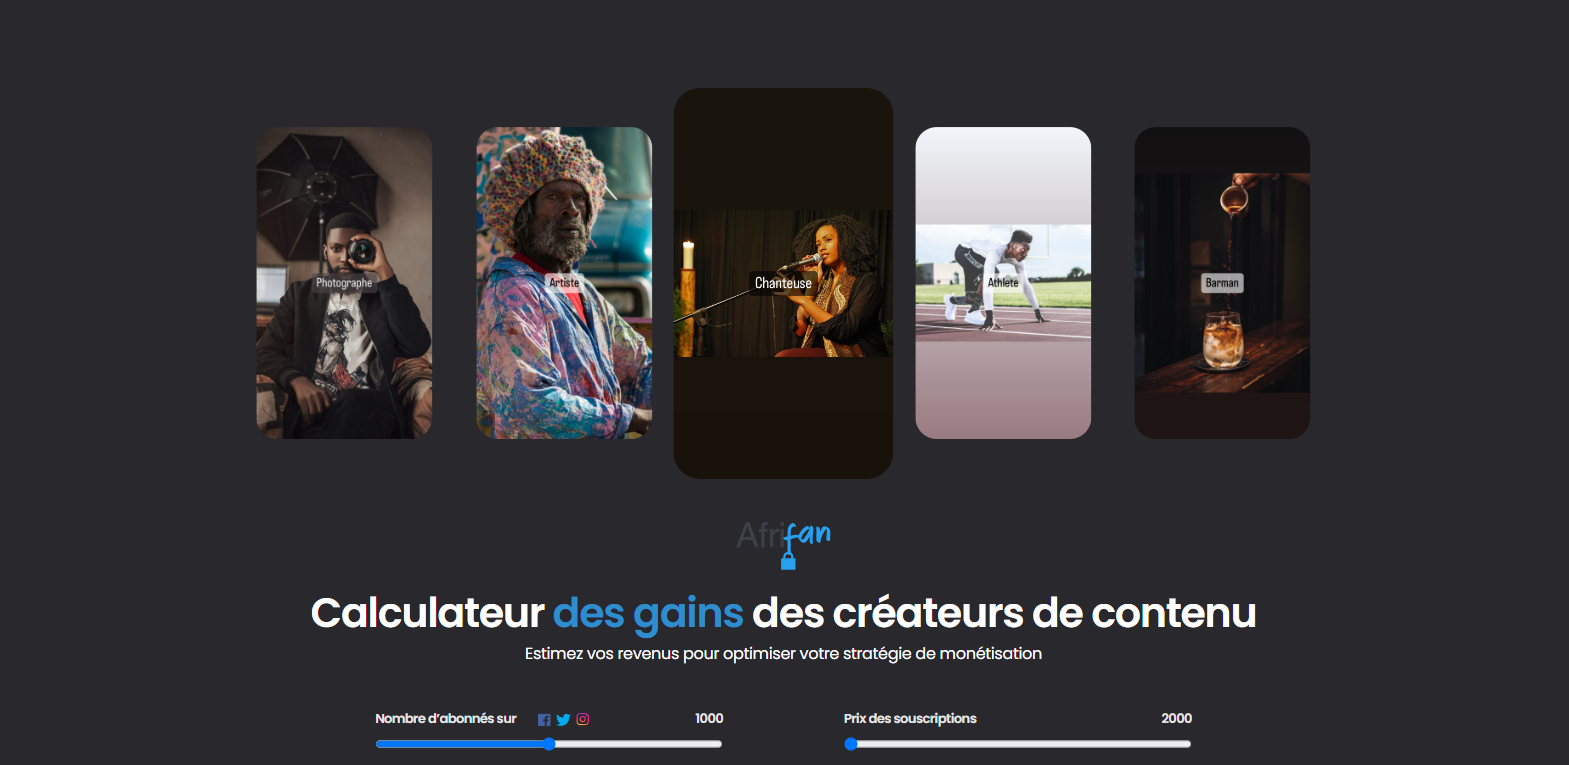 Photographe
Artiste
Chanteuse
Athlete
Barman
Afrifan
Calculateur des gains des créateurs de contenu
Estimez vos revenus pour optimiser votre stratégie de monétisation
Nombre d'abonnés sur 1000
Prix des souscriptions 2000